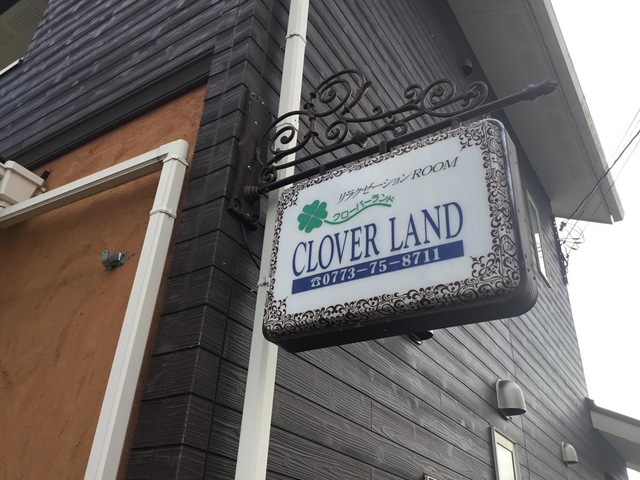 リラクゼーションROOM
クローバーランド
CLOVER LAND
☎0773-75-8711